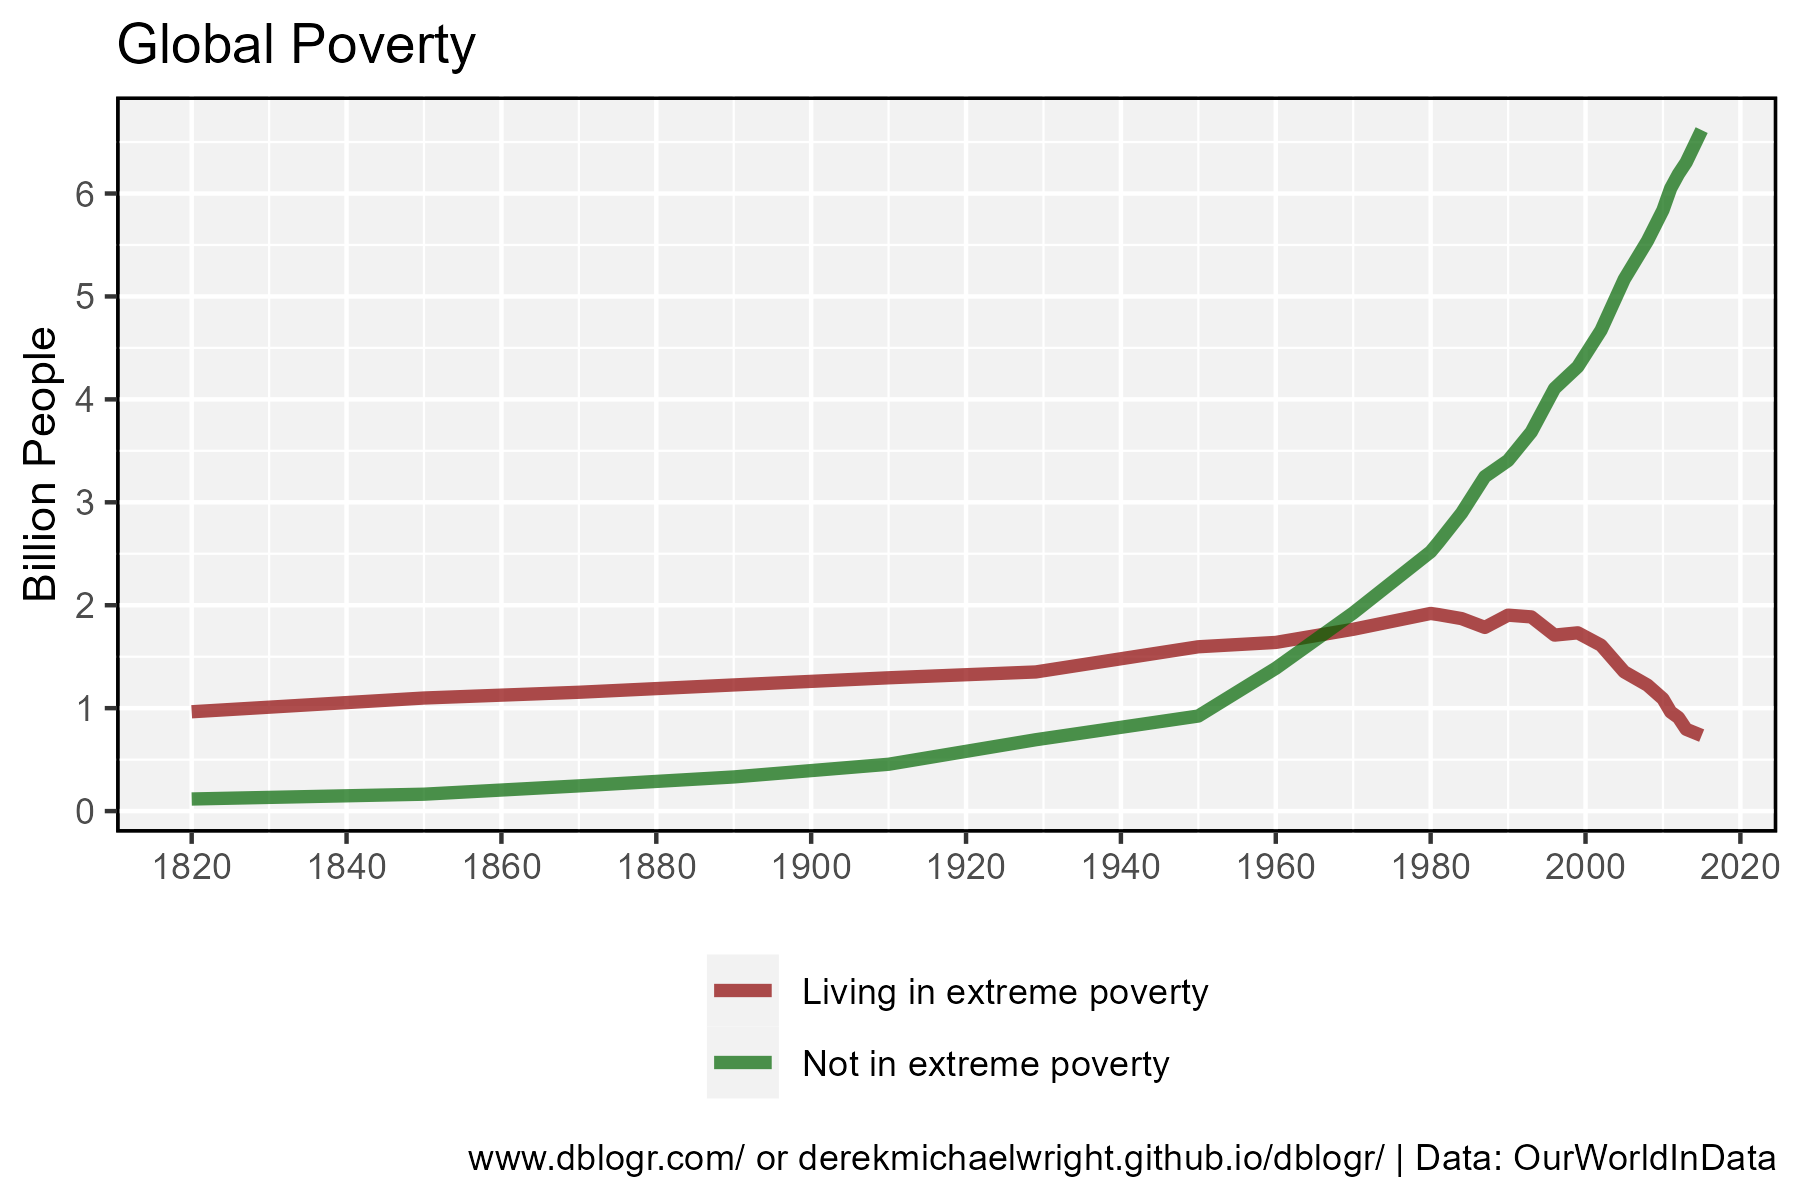 Global Poverty
Billion People
6
5
4
3
2
1
0
1820 1840 1860 1880 1900 1920 1940 1960 1980 2000 2020
Living in extreme poverty
Not in extreme poverty
www.dblogr.com/ or derekmichaelwright.github.io/dblogr/ | Data: OurWorldInData